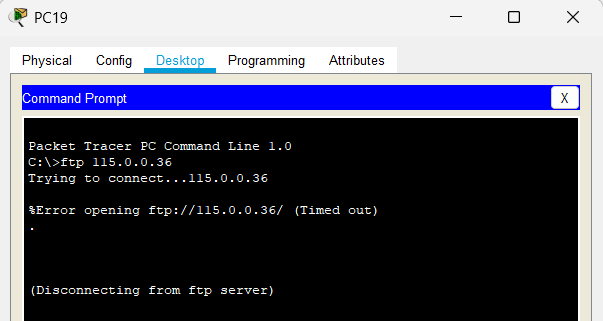 PC19
Physical Config Desktop Programming Attributes
Command Prompt
X
Packet Tracer PC Command Line 1.0
C:\>ftp 115.0.0.36
Trying to connect...115.0.0.36
%Error opening ftp://115.0.0.36/ (Timed out)
.
(Disconnecting from ftp server)